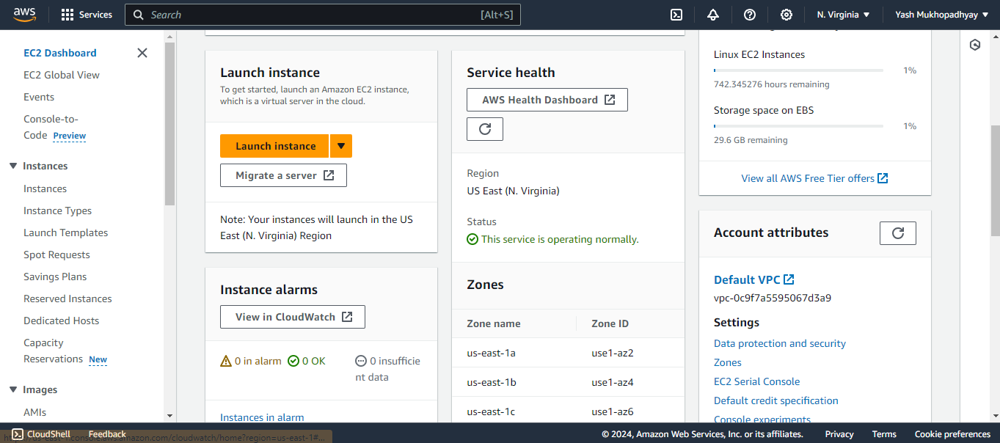 aws
Services
Search
[Alt+S]
N. Virginia
Yash Mukhopadhyay
EC2 Dashboard
EC2 Global View
Events
Console-to-
Code Preview
Instances
Instances
Instance Types
Launch Templates
Spot Requests
Savings Plans
Reserved Instances
Dedicated Hosts
Capacity
Reservations New
Images
AMIs
Launch instance
To get started, launch an Amazon EC2 instance,
which is a virtual server in the cloud.
Launch instance
Migrate a server
Note: Your instances will launch in the US
East (N. Virginia) Region
Instance alarms
View in CloudWatch
0 in alarm
0 OK
0 insufficie
nt data
Instances in alarm
Service health
AWS Health Dashboard
Region
US East (N. Virginia)
Status
This service is operating normally.
Zones
Zone name Zone ID
us-east-1a use1-az2
us-east-1b use1-az4
us-east-1c use1-az6
Linux EC2 Instances
1%
742.345276 hours remaining
Storage space on EBS
1%
29.6 GB remaining
View all AWS Free Tier offers
Account attributes
Default VPC
vpc-0c9f7a5595067d3a9
Settings
Data protection and security
Zones
EC2 Serial Console
Default credit specification
Console experiments
CloudShell
Feedback
https://us-east-1.console.aws.amazon.com/cloudwatch/home?region=us-east-1#...
© 2024, Amazon Web Services, Inc. or its affiliates.
Privacy
Terms
Cookie preferences